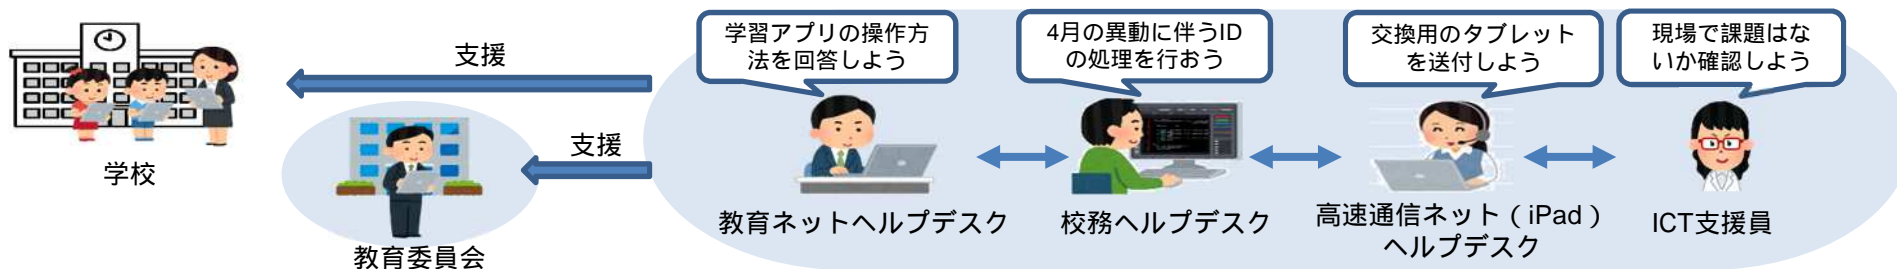 学習アプリの操作方
法を回答しよう
4月の異動に伴うID
の処理を行おう
交換用のタブレット
を送付しよう
現場で課題はな
いか確認しよう
支援
支援
学校
教育委員会
教育ネットヘルプデスク
校務ヘルプデスク
高速通信ネット（iPad）
ヘルプデスク
ICT支援員